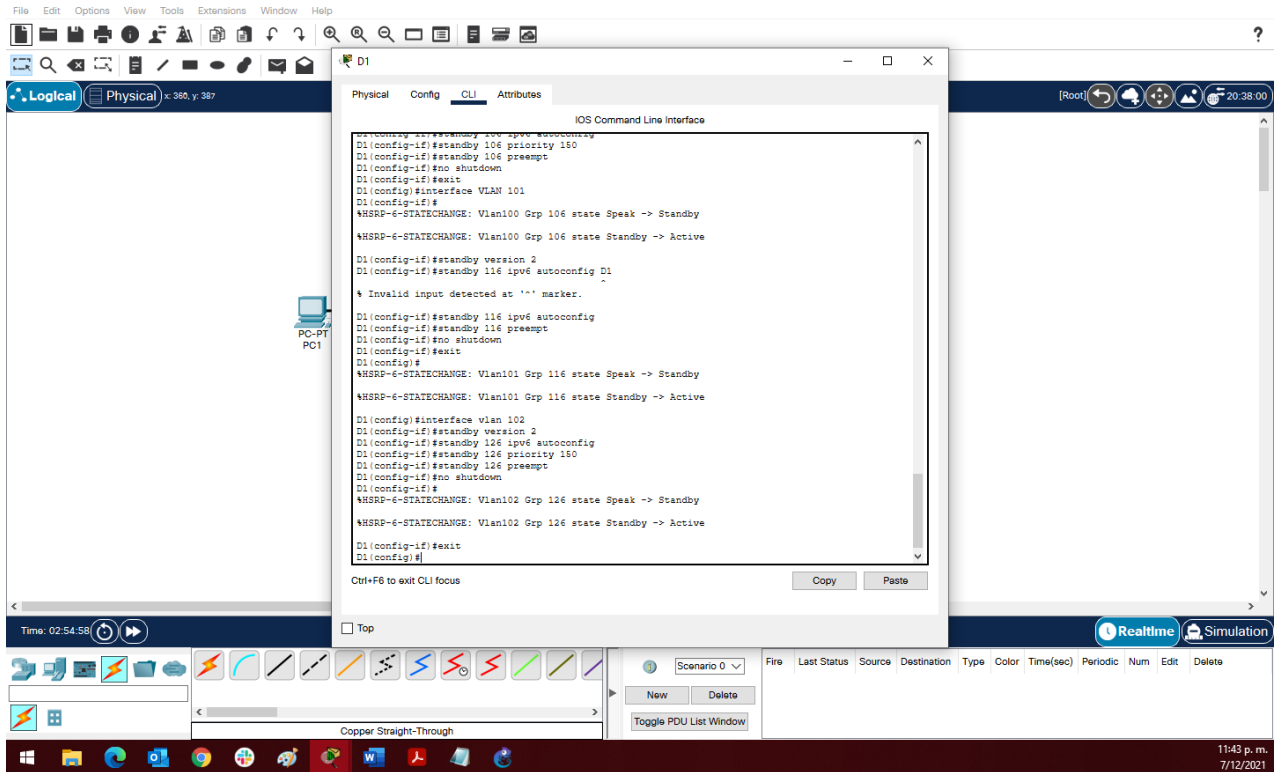 File Edit Options View Tools Extensions Window Help
?
D1
Logical
Physical
x: 360, y: 387
[Root]
20:38:00
Physical Config CLI Attributes
IOS Command Line Interface
D1(config-if)#standby 106 ipv6 autoconfig
D1(config-if)#standby 106 priority 150
D1(config-if)#standby 106 preempt
D1(config-if)#no shutdown
D1(config-if)#exit
D1(config)#interface VLAN 101
D1(config-if)#
%HSRP-6-STATECHANGE: Vlan100 Grp 106 state Speak -> Standby
%HSRP-6-STATECHANGE: Vlan100 Grp 106 state Standby -> Active
D1(config-if)#standby version 2
D1(config-if)#standby 116 ipv6 autoconfig D1
^
% Invalid input detected at '^' marker.
D1(config-if)#standby 116 ipv6 autoconfig
D1(config-if)#standby 116 preempt
D1(config-if)#no shutdown
D1(config-if)#exit
D1(config)#
%HSRP-6-STATECHANGE: Vlan101 Grp 116 state Speak -> Standby
%HSRP-6-STATECHANGE: Vlan101 Grp 116 state Standby -> Active
D1(config)#interface vlan 102
D1(config-if)#standby version 2
D1(config-if)#standby 126 ipv6 autoconfig
D1(config-if)#standby 126 priority 150
D1(config-if)#standby 126 preempt
D1(config-if)#no shutdown
D1(config-if)#
%HSRP-6-STATECHANGE: Vlan102 Grp 126 state Speak -> Standby
%HSRP-6-STATECHANGE: Vlan102 Grp 126 state Standby -> Active
D1(config-if)#exit
D1(config)#
PC-PT
PC1
Ctrl+F6 to exit CLI focus
Copy
Paste
Top
Time: 02:54:58
Realtime
Simulation
Scenario 0
New
Delete
Toggle PDU List Window
Fire Last Status Source Destination Type Color Time(sec) Periodic Num Edit Delete
Copper Straight-Through
11:43 p. m.
7/12/2021